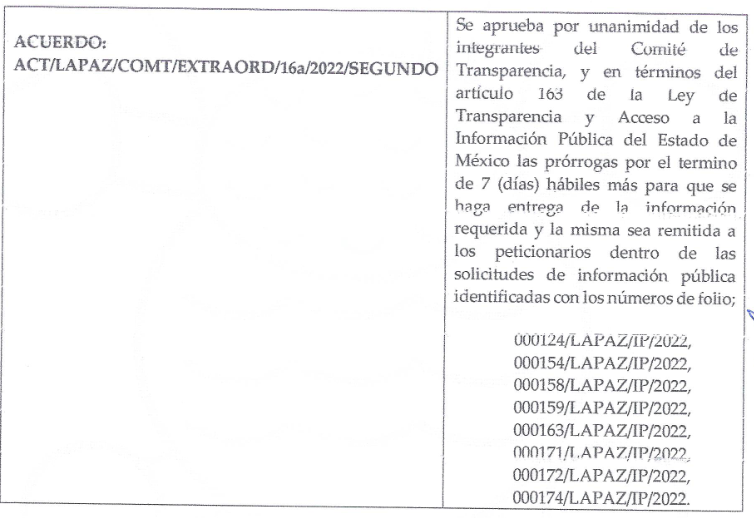 ACUERDO:
ACT/LAPAZ/COMT/EXTRAORD/16a/2022/SEGUNDO
Se aprueba por unanimidad de los
integrantes del Comité de
Transparencia, y en términos del
artículo 163 de la Ley de
Transparencia y Acceso a la
Información Pública del Estado de
México las prórrogas por el termino
de 7 (días) hábiles más para que se
haga entrega de la información
requerida y la misma sea remitida a
los peticionarios dentro de las
solicitudes de información pública
identificadas con los números de folio;
000124/LAPAZ/IP/2022,
000154/LAPAZ/IP/2022,
000158/LAPAZ/IP/2022,
000159/LAPAZ/IP/2022,
000163/LAPAZ/IP/2022,
000171/LAPAZ/IP/2022,
000172/LAPAZ/IP/2022,
000174/LAPAZ/IP/2022.